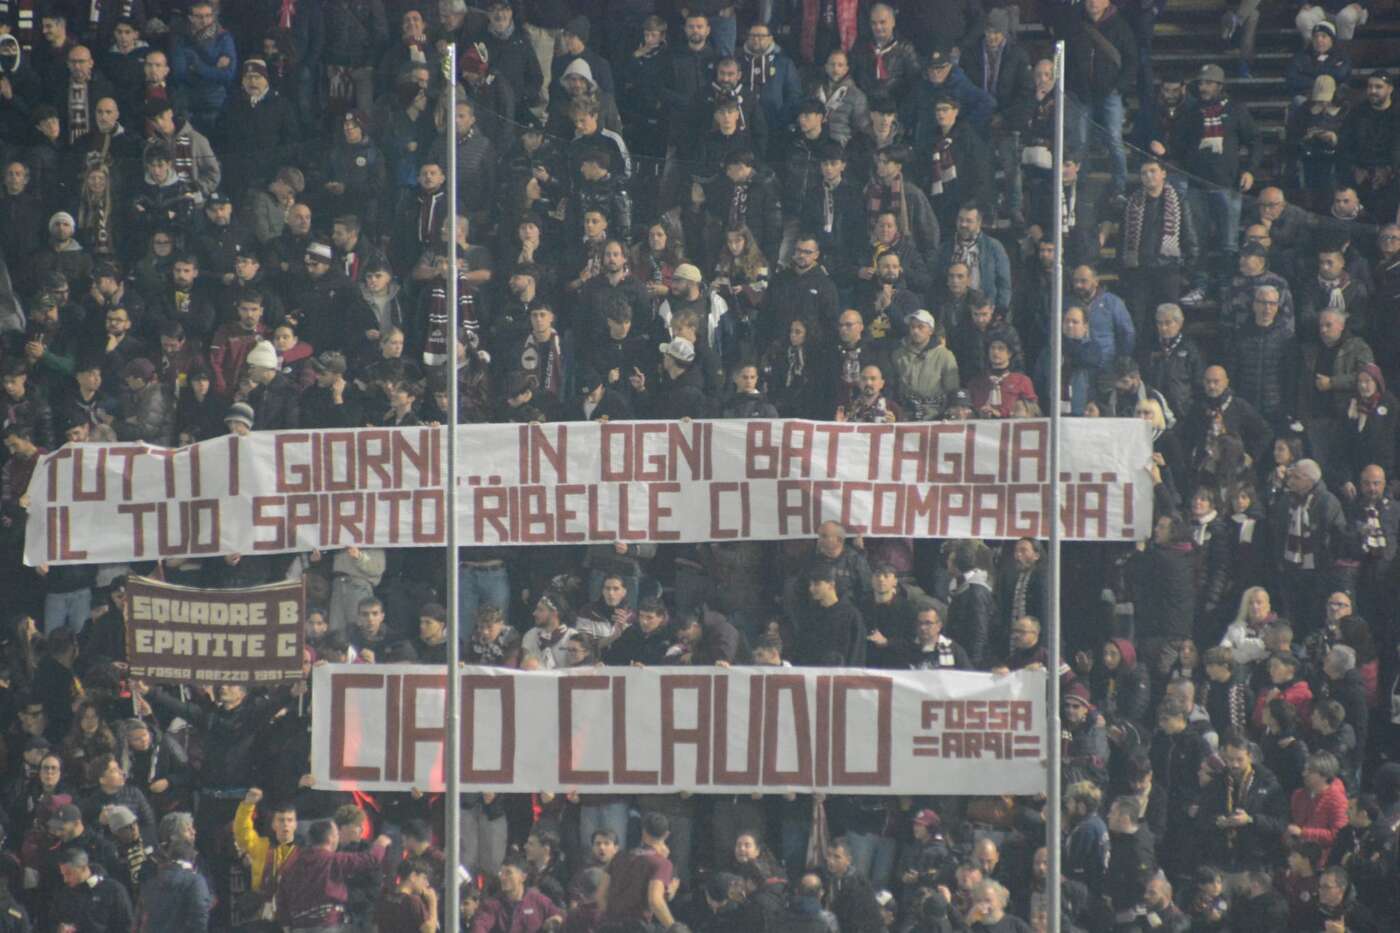 TUTTI I GIORNI... IN OGNI BATTAGLIA...
IL TUO SPIRITO RIBELLE CI ACCOMPAGNA!
SQUADRE B
EPATITE C
- FOSSA AREZZO 1991 -
CIAO CLAUDIO
FOSSA
=AR91=